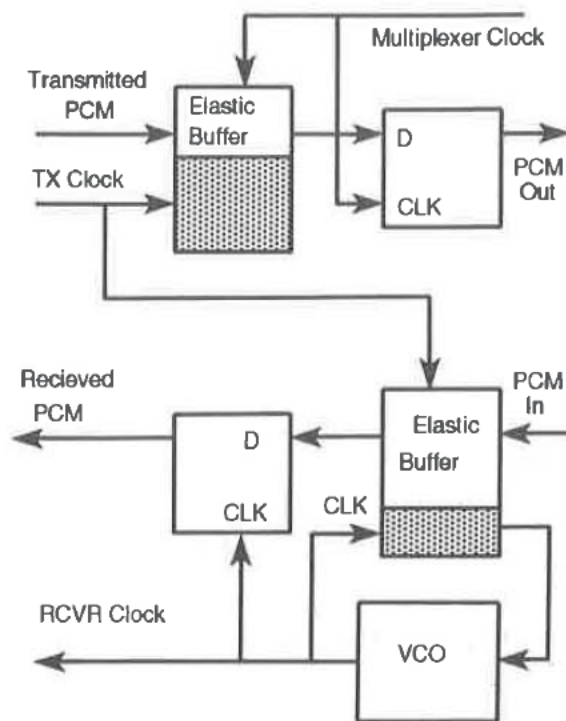 Multiplexer Clock
Transmitted
PCM
Elastic
Buffer
D
CLK
PCM
Out
TX Clock
Recieved
PCM
D
CLK
Elastic
Buffer
PCM
In
CLK
RCVR Clock
VCO